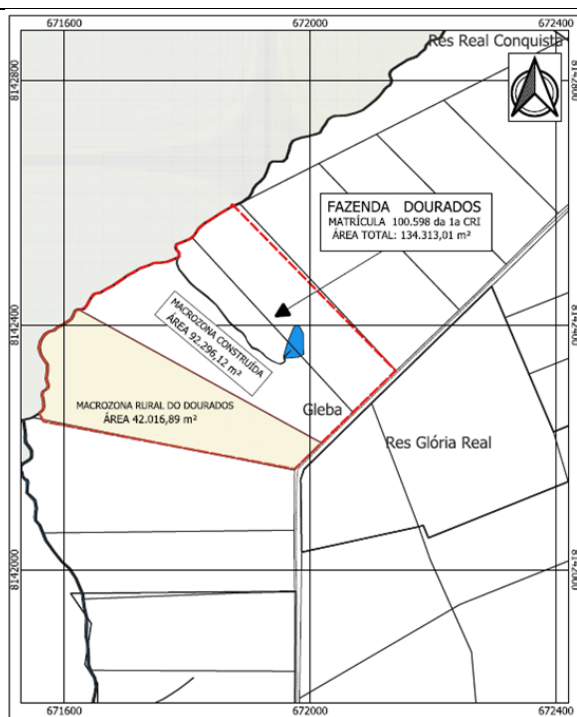 671600
672000
672400
Res Real Conquista
8142800
8142800
FAZENDA DOURADOS
MATRÍCULA 100.598 da 1a CRI
ÁREA TOTAL: 134.313,01 m²
MACROZONA CONSTRUÍDA
ÁREA 92.296,12 m²
8142400
8142400
MACROZONA RURAL DO DOURADOS
ÁREA 42.016,89 m²
Gleba
Res Glória Real
8142000
8142000
671600
672000
672400